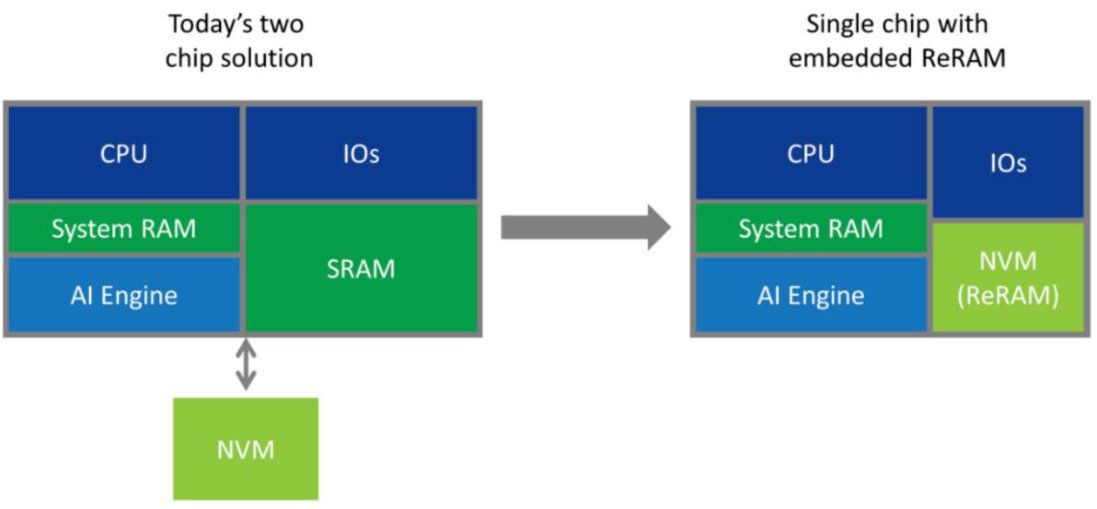 Today's two
chip solution
CPU
IOs
System RAM
SRAM
AI Engine
NVM
Single chip with
embedded ReRAM
CPU
IOs
System RAM
NVM
(ReRAM)
AI Engine